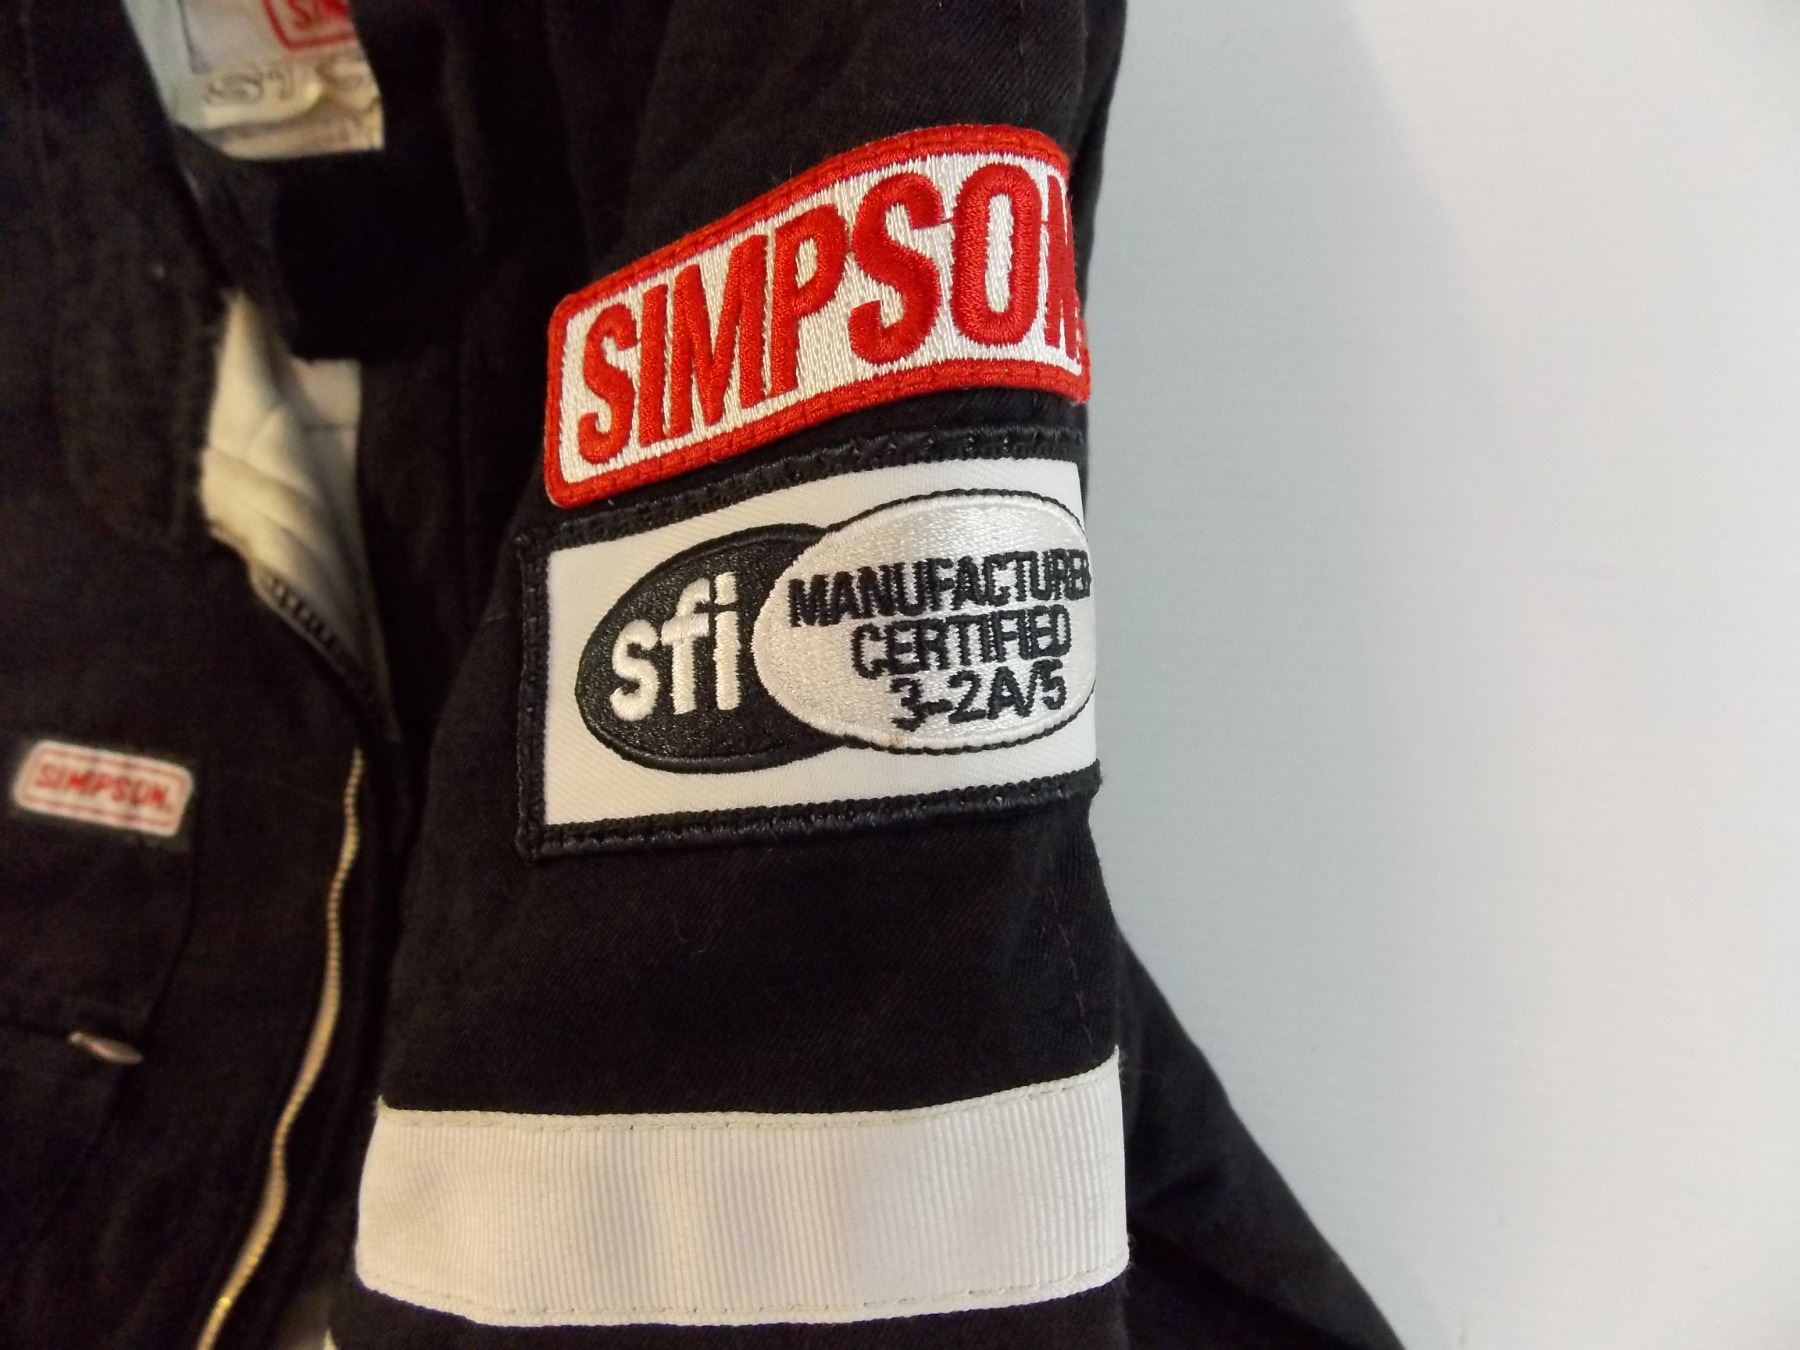 SIMPSON
sfi
MANUFACTURER
CERTIFIED
3-2A/5
SIMPSON